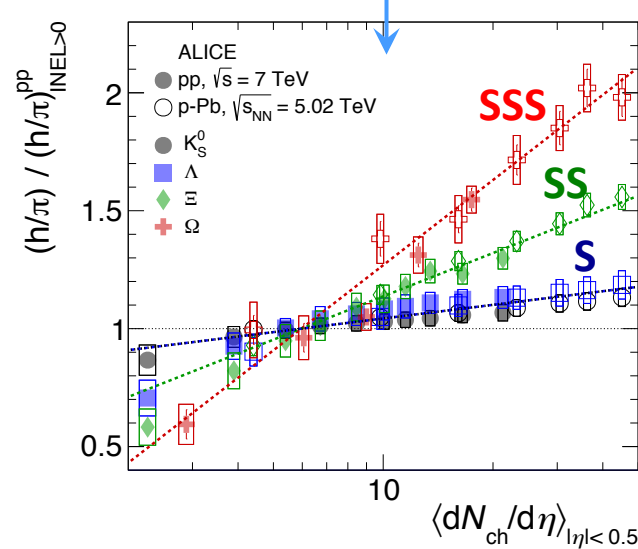 (h/π) / (h/π)^pp_INEL>0
2
1.5
1
0.5
ALICE
pp, √s = 7 TeV
p-Pb, √s_NN = 5.02 TeV
K^0_S
Λ
Ξ
Ω
SSS
SS
S
10
⟨dN_ch/dη⟩_|η|< 0.5